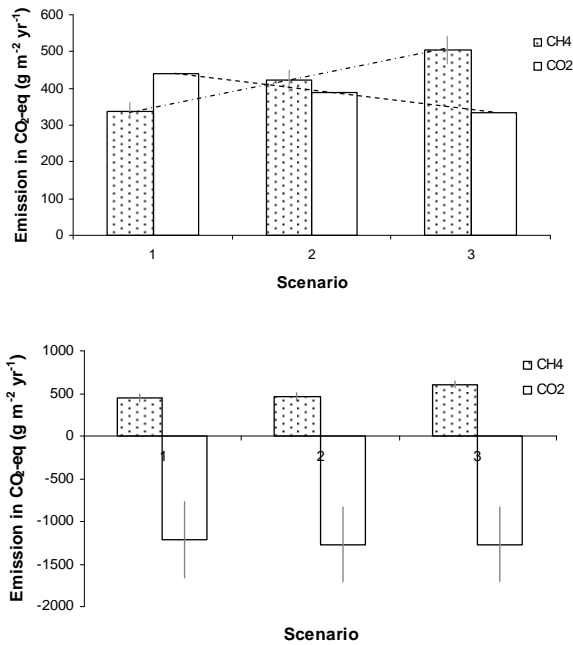 600
500
400
300
200
100
0
Emission in CO₂-eq (g m⁻² yr⁻¹)
CH4
CO2
1 2 3
Scenario
1000
500
0
-500
-1000
-1500
-2000
Emission in CO₂-eq (g m⁻² yr⁻¹)
CH4
CO2
1 2 3
Scenario